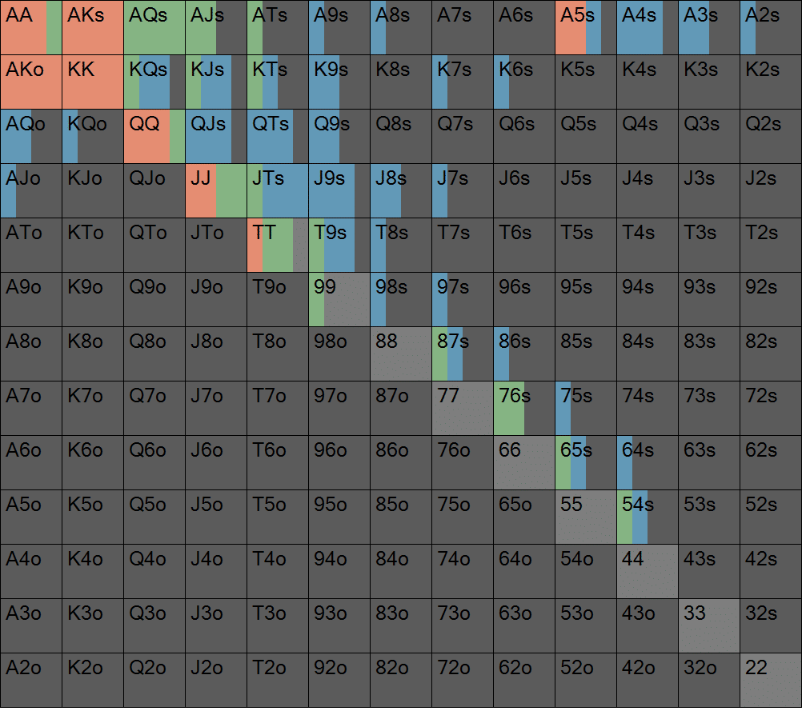 AA AKs AQs AJs ATs A9s A8s A7s A6s A5s A4s A3s A2s
AKo KK KQs KJs KTs K9s K8s K7s K6s K5s K4s K3s K2s
AQo KQo QQ QJs QTs Q9s Q8s Q7s Q6s Q5s Q4s Q3s Q2s
AJo KJo QJo JJ JTs J9s J8s J7s J6s J5s J4s J3s J2s
ATo KTo QTo JTo TT T9s T8s T7s T6s T5s T4s T3s T2s
A9o K9o Q9o J9o T9o 99 98s 97s 96s 95s 94s 93s 92s
A8o K8o Q8o J8o T8o 98o 88 87s 86s 85s 84s 83s 82s
A7o K7o Q7o J7o T7o 97o 87o 77 76s 75s 74s 73s 72s
A6o K6o Q6o J6o T6o 96o 86o 76o 66 65s 64s 63s 62s
A5o K5o Q5o J5o T5o 95o 85o 75o 65o 55 54s 53s 52s
A4o K4o Q4o J4o T4o 94o 84o 74o 64o 54o 44 43s 42s
A3o K3o Q3o J3o T3o 93o 83o 73o 63o 53o 43o 33 32s
A2o K2o Q2o J2o T2o 92o 82o 72o 62o 52o 42o 32o 22